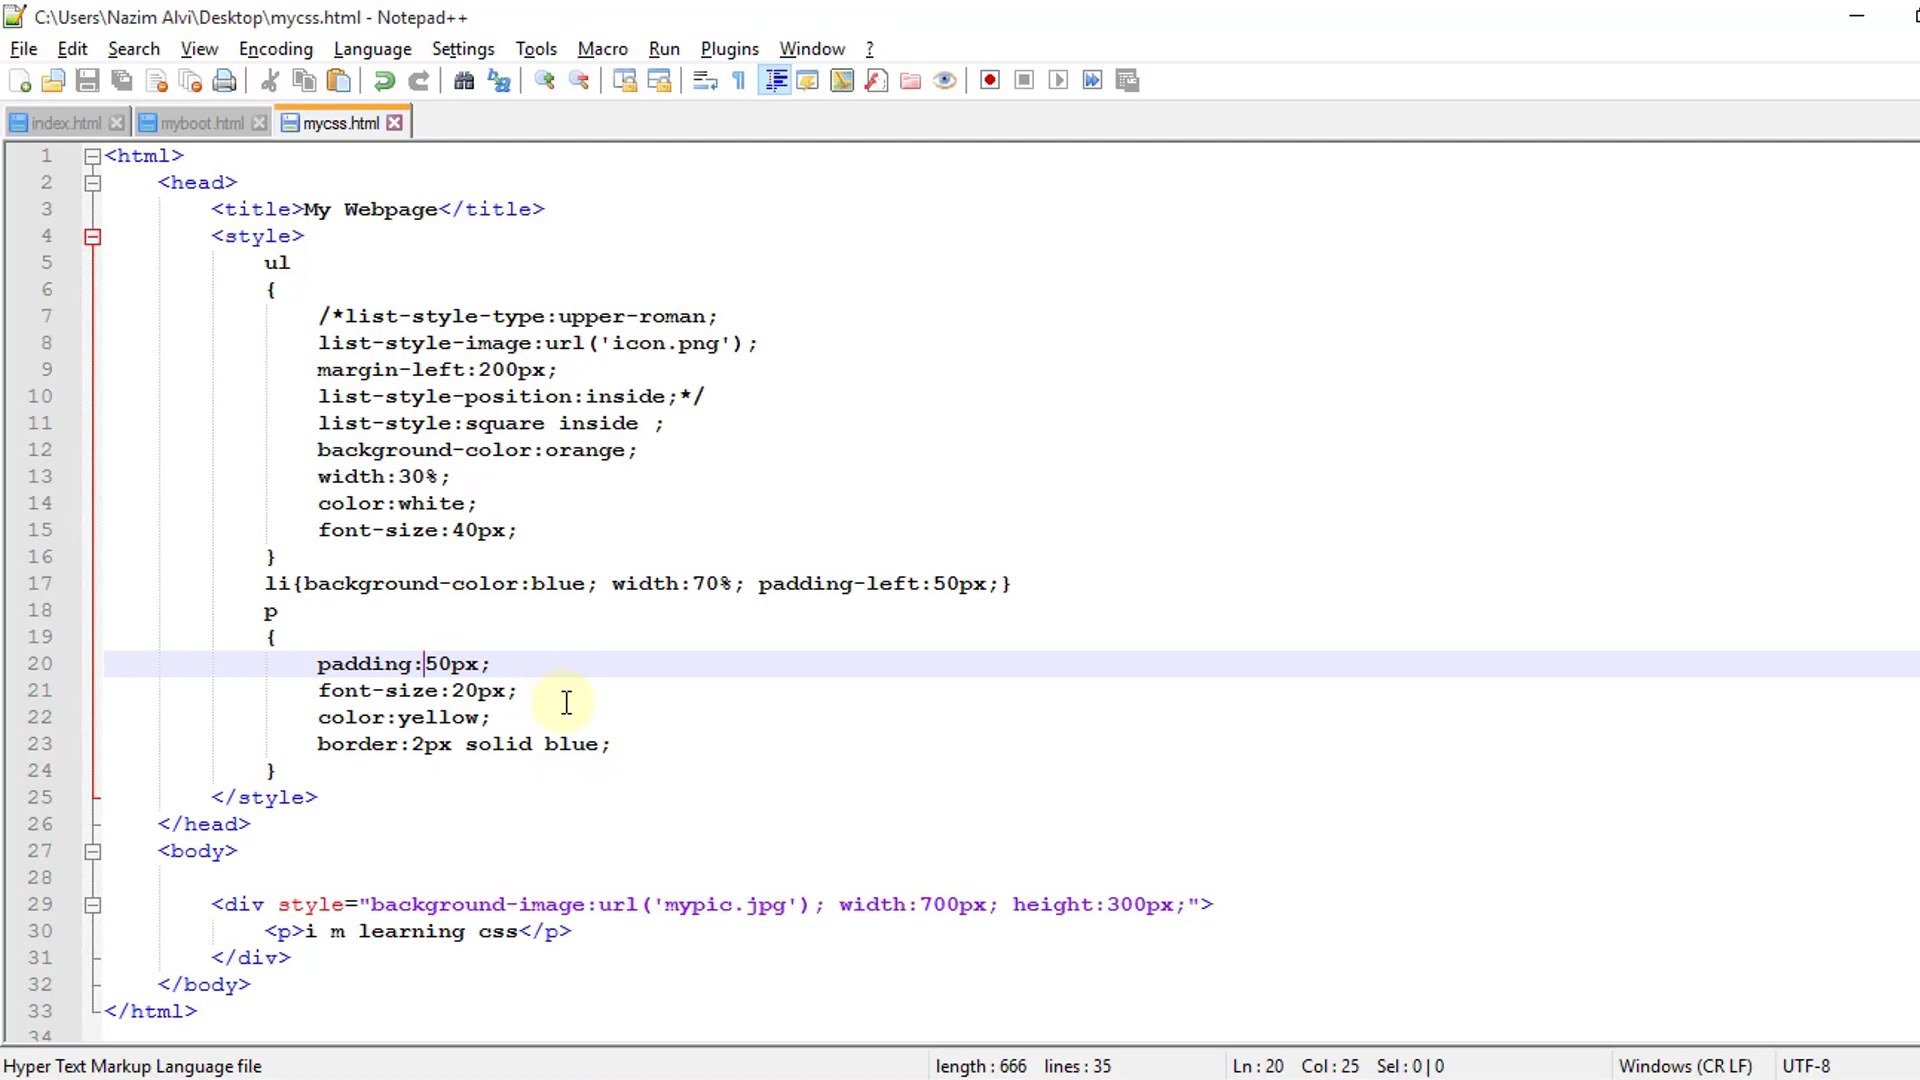 C:\Users\Nazim Alvi\Desktop\mycss.html - Notepad++
File Edit Search View Encoding Language Settings Tools Macro Run Plugins Window ?
index.html myboot.html mycss.html
1 <html>
2 <head>
3 <title>My Webpage</title>
4 <style>
5 ul
6 {
7 /*list-style-type:upper-roman;
8 list-style-image:url('icon.png');
9 margin-left:200px;
10 list-style-position:inside;*/
11 list-style:square inside ;
12 background-color:orange;
13 width:30%;
14 color:white;
15 font-size:40px;
16 }
17 li{background-color:blue; width:70%; padding-left:50px;}
18 p
19 {
20 padding:50px;
21 font-size:20px;
22 color:yellow;
23 border:2px solid blue;
24 }
25 </style>
26 </head>
27 <body>
28
29 <div style="background-image:url('mypic.jpg'); width:700px; height:300px;">
30 <p>i m learning css</p>
31 </div>
32 </body>
33 </html>
34
Hyper Text Markup Language file length : 666 lines : 35 Ln : 20 Col : 25 Sel : 0 | 0 Windows (CR LF) UTF-8